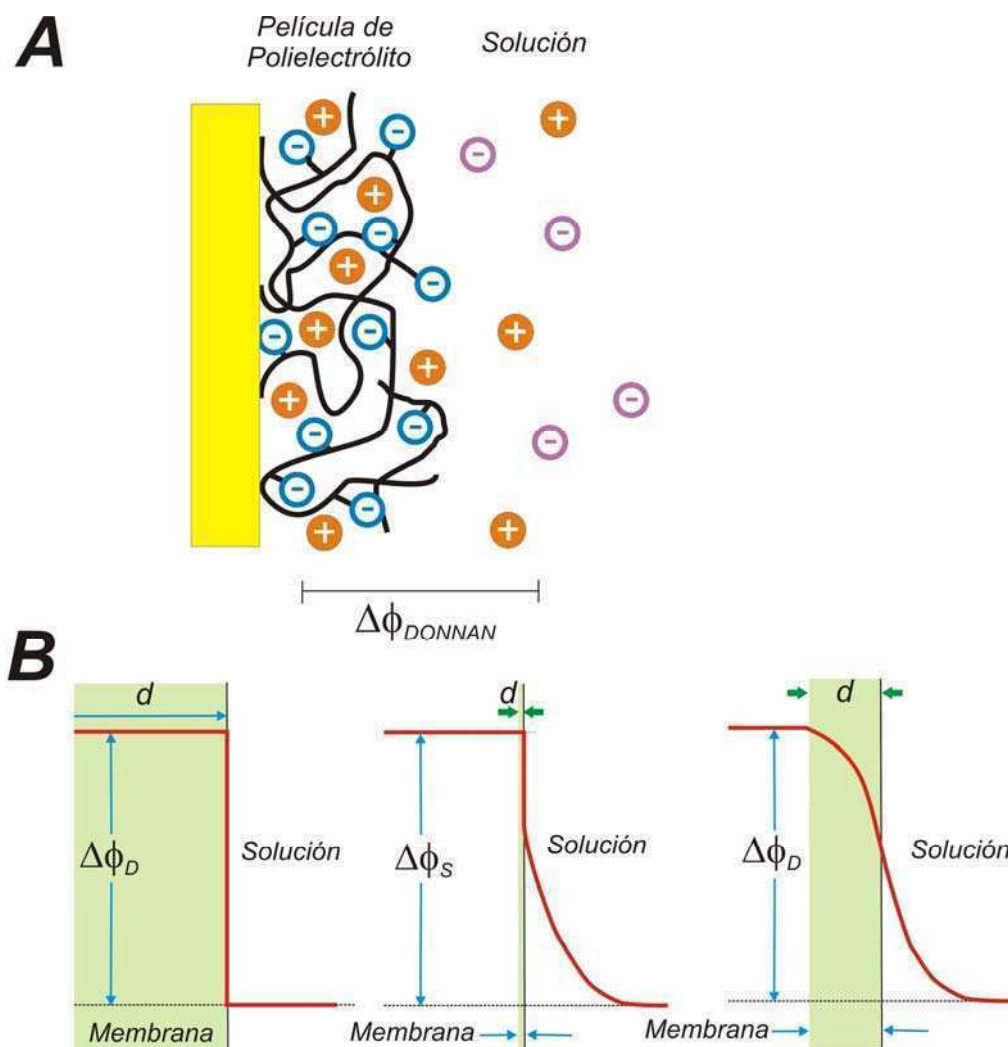 A
Película de
Polielectrólito
Solución
ΔϕDONNAN
B
d
d
d
ΔϕD
Solución
ΔϕS
Solución
ΔϕD
Solución
Membrana
Membrana
Membrana